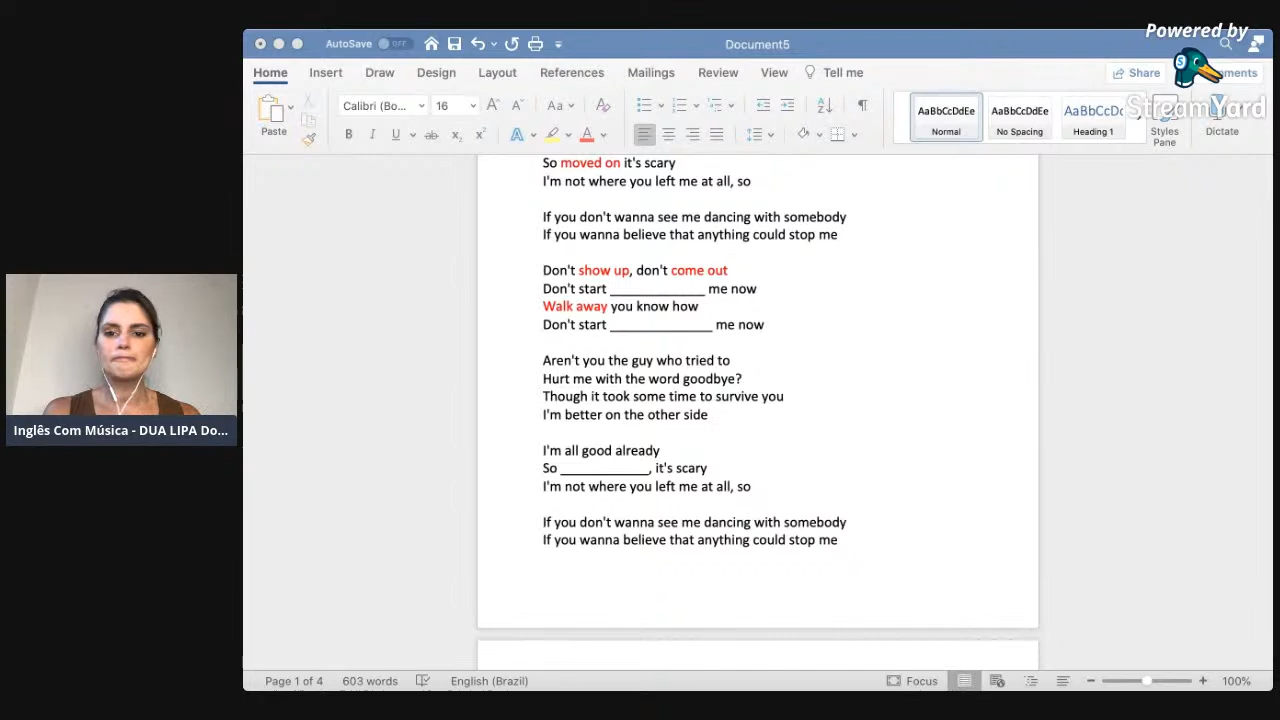 Powered by
StreamYard
AutoSave OFF
Document5
Home Insert Draw Design Layout References Mailings Review View Tell me
Share
Paste
Calibri (Bo... 16
AaBbCcDdEe AaBbCcDdEe AaBbCcDc
Normal No Spacing Heading 1
Styles Pane
Dictate
So moved on it's scary
I'm not where you left me at all, so
If you don't wanna see me dancing with somebody
If you wanna believe that anything could stop me
Don't show up, don't come out
Don't start ______________ me now
Walk away you know how
Don't start _______________ me now
Aren't you the guy who tried to
Hurt me with the word goodbye?
Though it took some time to survive you
I'm better on the other side
I'm all good already
So _____________, it's scary
I'm not where you left me at all, so
If you don't wanna see me dancing with somebody
If you wanna believe that anything could stop me
Inglês Com Música - DUA LIPA Do...
Page 1 of 4 603 words English (Brazil) Focus 100%